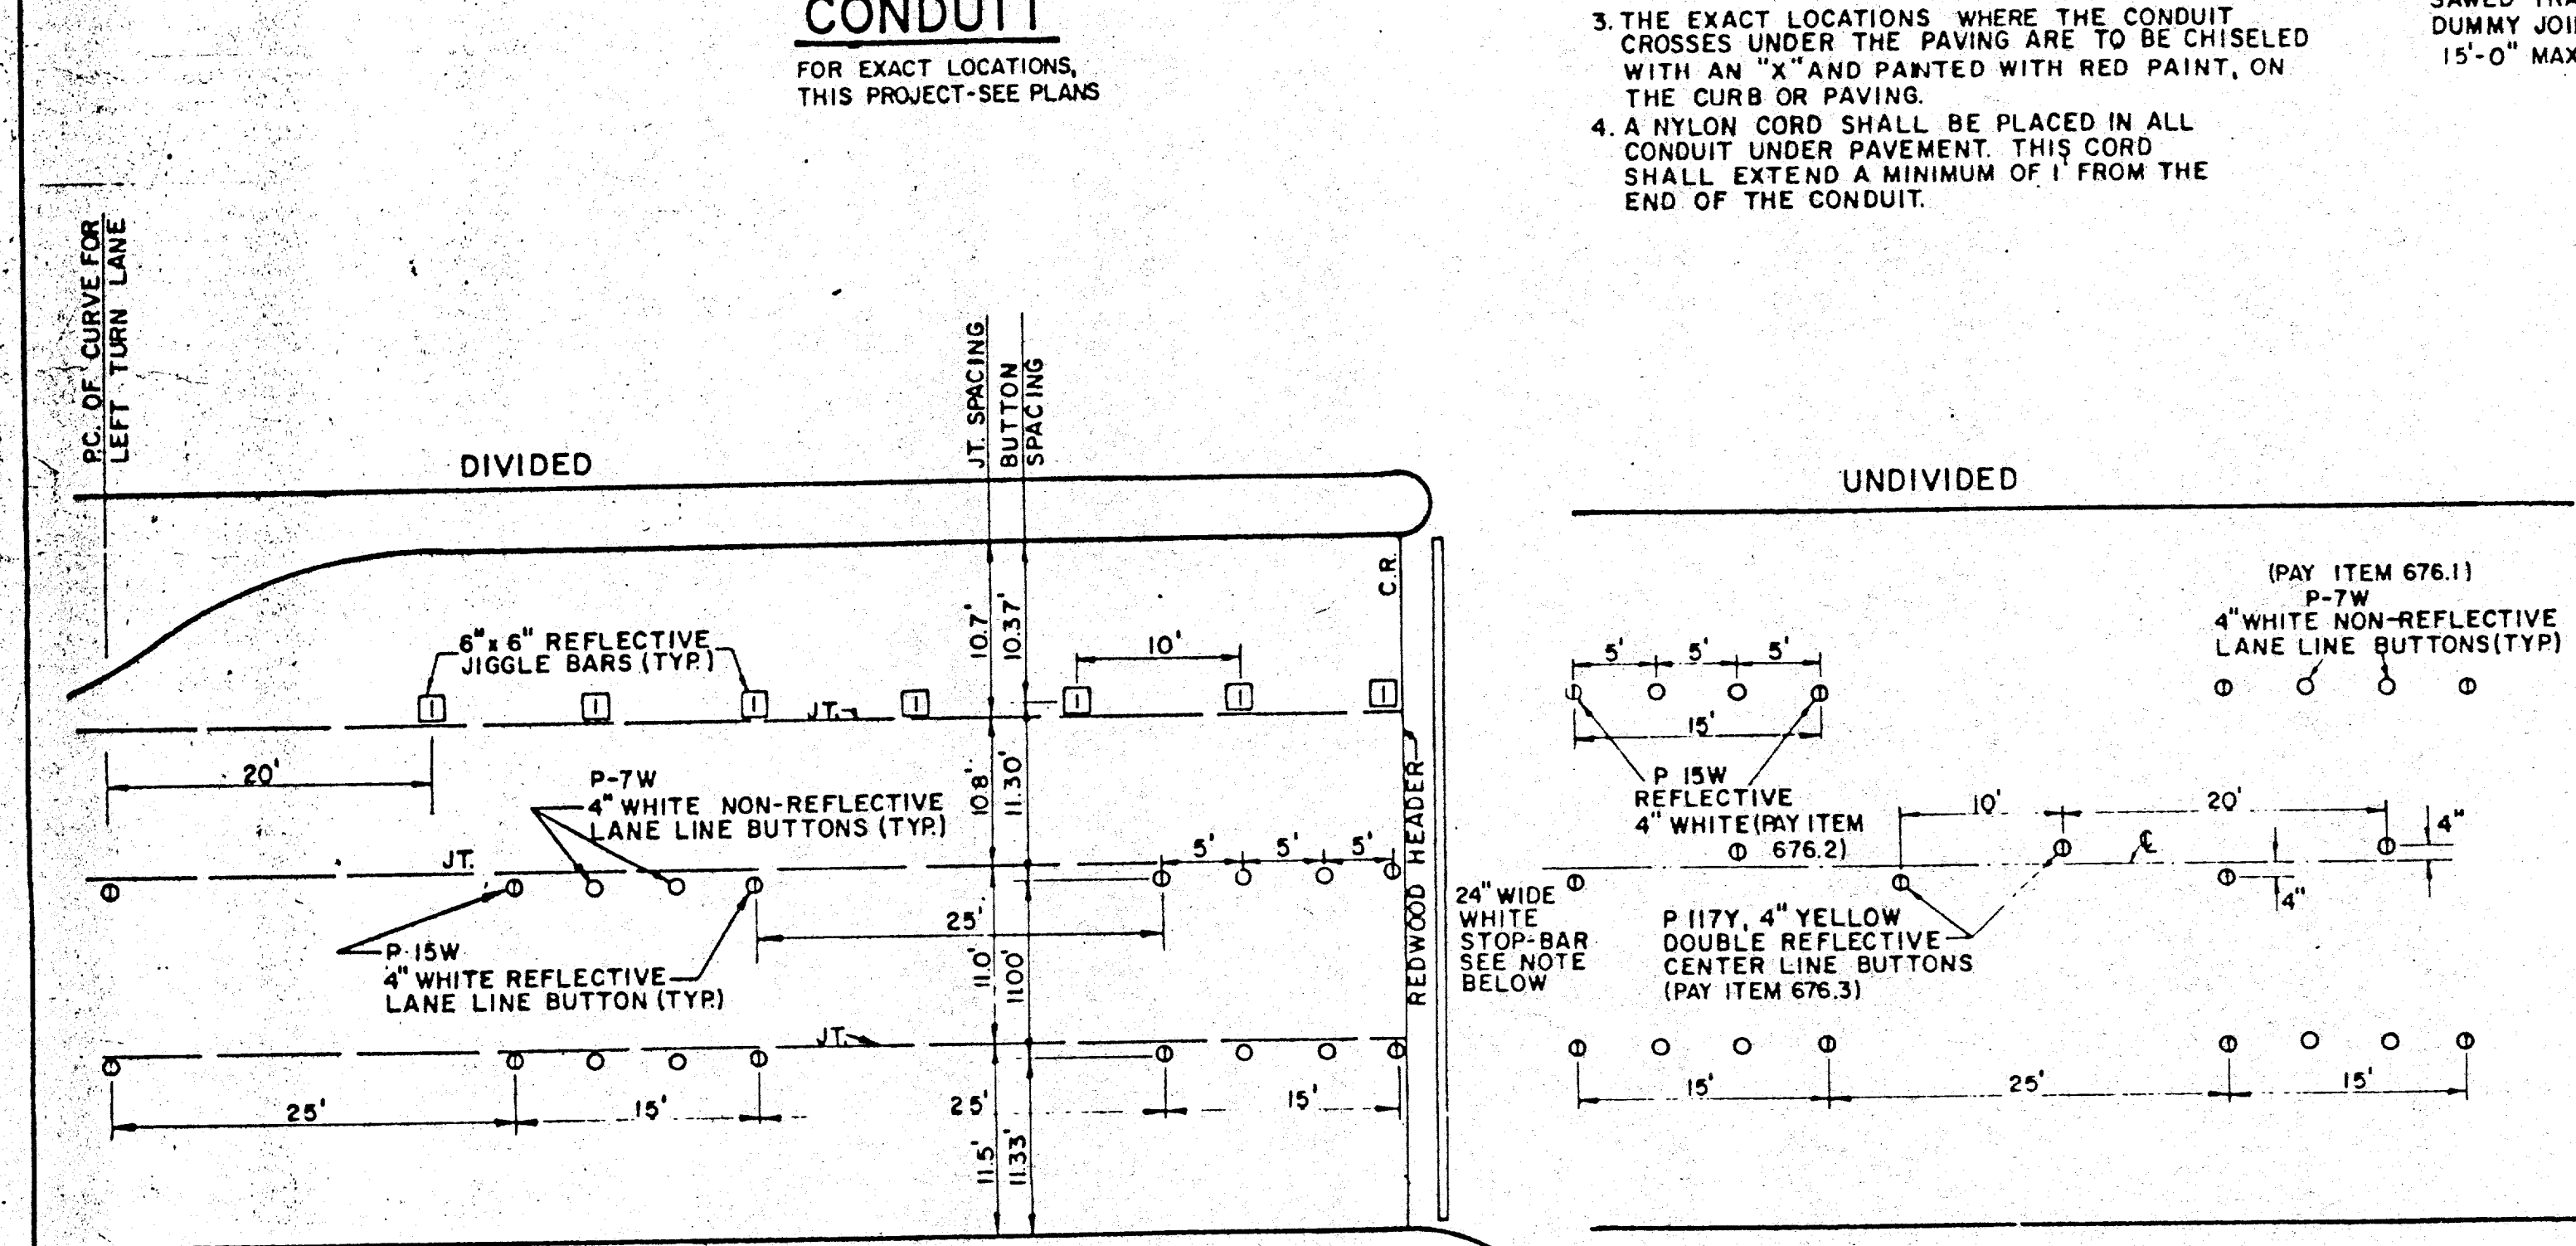 CONDUIT
FOR EXACT LOCATIONS,
THIS PROJECT-SEE PLANS
3. THE EXACT LOCATIONS WHERE THE CONDUIT
CROSSES UNDER THE PAVING ARE TO BE CHISELED
WITH AN "X" AND PAINTED WITH RED PAINT, ON
THE CURB OR PAVING.
4. A NYLON CORD SHALL BE PLACED IN ALL
CONDUIT UNDER PAVEMENT. THIS CORD
SHALL EXTEND A MINIMUM OF 1' FROM THE
END OF THE CONDUIT.
DUMMY JOI
15'-0" MAX
P.C. OF CURVE FOR
LEFT TURN LANE
DIVIDED
JT. SPACING
BUTTON
SPACING
6" x 6" REFLECTIVE
JIGGLE BARS (TYP.)
JT.
10.7'
10.37'
10'
C.R.
20'
P-7W
4" WHITE NON-REFLECTIVE
LANE LINE BUTTONS (TYP.)
10.8'
11.30'
JT.
5'
5'
5'
25'
P-15W
4" WHITE REFLECTIVE
LANE LINE BUTTON (TYP.)
11.0'
11.00'
JT.
25'
15'
25'
15'
11.5'
11.33'
REDWOOD HEADER
24" WIDE
WHITE
STOP-BAR
SEE NOTE
BELOW
UNDIVIDED
(PAY ITEM 676.1)
P-7W
4" WHITE NON-REFLECTIVE
LANE LINE BUTTONS (TYP.)
5'
5'
5'
15'
P 15W
REFLECTIVE
4" WHITE (PAY ITEM
676.2)
10'
20'
4"
4"
P 117Y, 4" YELLOW
DOUBLE REFLECTIVE
CENTER LINE BUTTONS
(PAY ITEM 676.3)
15'
25'
15'